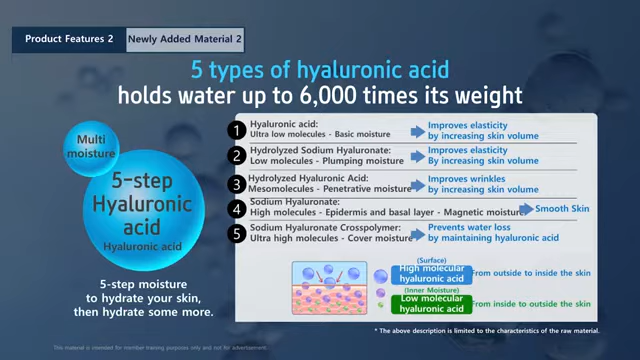 Product Features 2
Newly Added Material 2
5 types of hyaluronic acid
holds water up to 6,000 times its weight
Multi
moisture
5-step
Hyaluronic
acid
Hyaluronic acid
5-step moisture
to hydrate your skin,
then hydrate some more.
1
Hyaluronic acid:
Ultra low molecules - Basic moisture
Improves elasticity
by increasing skin volume
2
Hydrolyzed Sodium Hyaluronate:
Low molecules - Plumping moisture
Improves elasticity
By increasing skin volume
3
Hydrolyzed Hyaluronic Acid:
Mesomolecules - Penetrative moisture
Improves wrinkles
by increasing skin volume
4
Sodium Hyaluronate:
High molecules - Epidermis and basal layer - Magnetic moisture
Smooth Skin
5
Sodium Hyaluronate Crosspolymer:
Ultra high molecules - Cover moisture
Prevents water loss
by maintaining hyaluronic acid
(Surface)
High molecular
hyaluronic acid
From outside to inside the skin
(Inner Moisture)
Low molecular
hyaluronic acid
From inside to outside the skin
* The above description is limited to the characteristics of the raw material.
This material is intended for member training purposes only and not for advertisement.